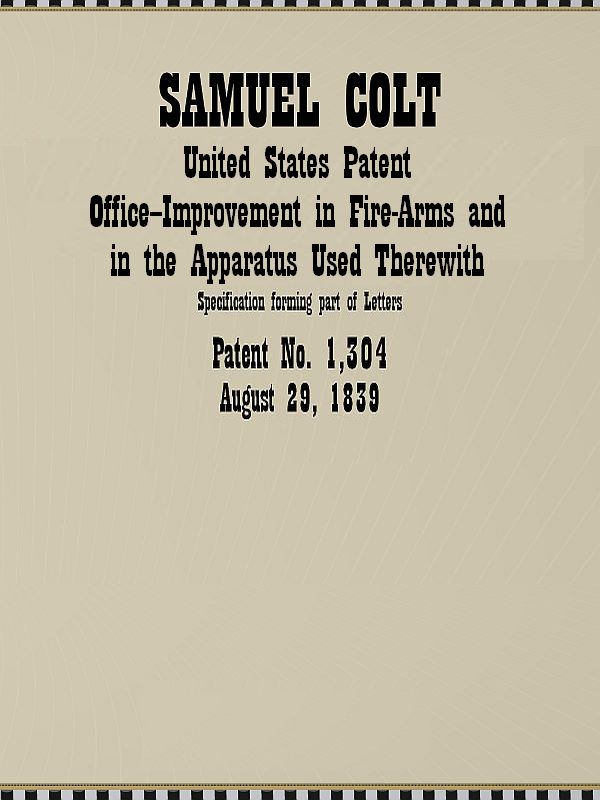 SAMUEL COLT
United States Patent
Office–Improvement in Fire-Arms and
in the Apparatus Used Therewith
Specification forming part of Letters
Patent No. 1,304
August 29, 1839